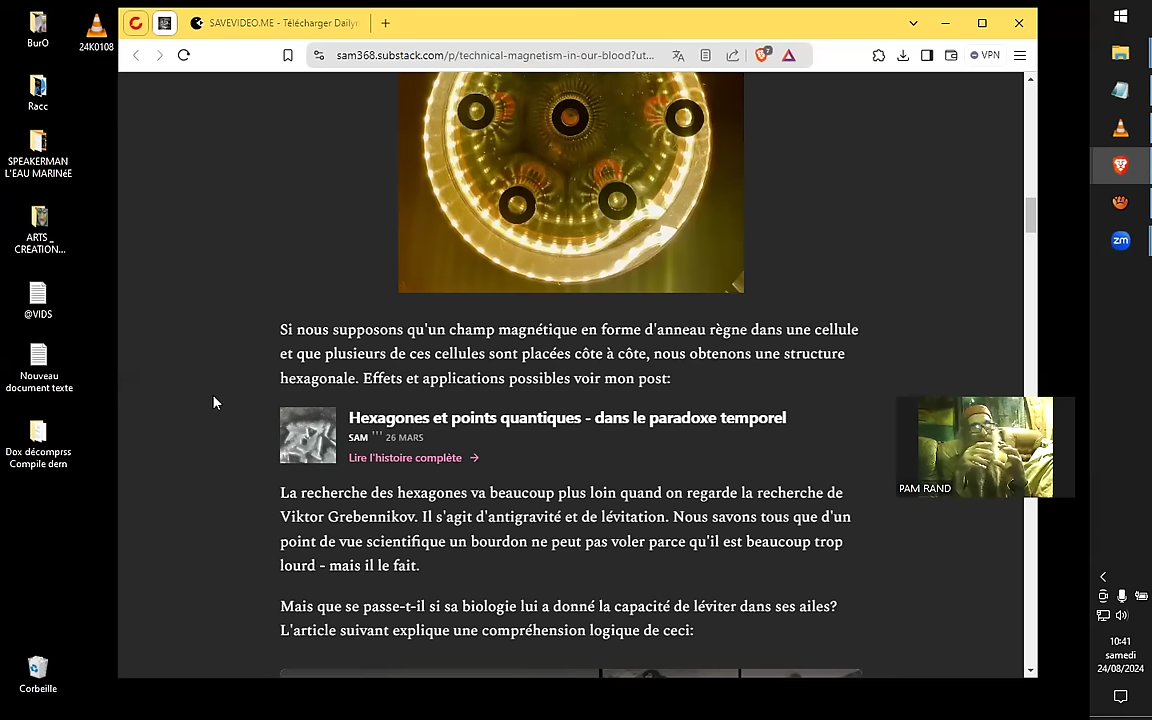 BurO
24K0108
Racc
SPEAKERMAN
L'EAU MARINéE
ARTS _
CREATION...
@VIDS
Nouveau
document texte
Dox décomprss
Compile dern
Corbeille
SAVEVIDEO.ME - Télécharger Daily
sam368.substack.com/p/technical-magnetism-in-our-blood?ut...
VPN
Si nous supposons qu'un champ magnétique en forme d'anneau règne dans une cellule
et que plusieurs de ces cellules sont placées côte à côte, nous obtenons une structure
hexagonale. Effets et applications possibles voir mon post:
Hexagones et points quantiques - dans le paradoxe temporel
SAM ''' 26 MARS
Lire l'histoire complète →
La recherche des hexagones va beaucoup plus loin quand on regarde la recherche de
Viktor Grebennikov. Il s'agit d'antigravité et de lévitation. Nous savons tous que d'un
point de vue scientifique un bourdon ne peut pas voler parce qu'il est beaucoup trop
lourd - mais il le fait.
Mais que se passe-t-il si sa biologie lui a donné la capacité de léviter dans ses ailes?
L'article suivant explique une compréhension logique de ceci:
PAM RAND
zm
10:41
samedi
24/08/2024